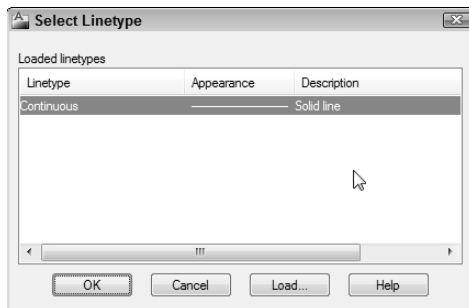 Select Linetype
Loaded linetypes
Linetype Appearance Description
Continuous Solid line
OK Cancel Load... Help